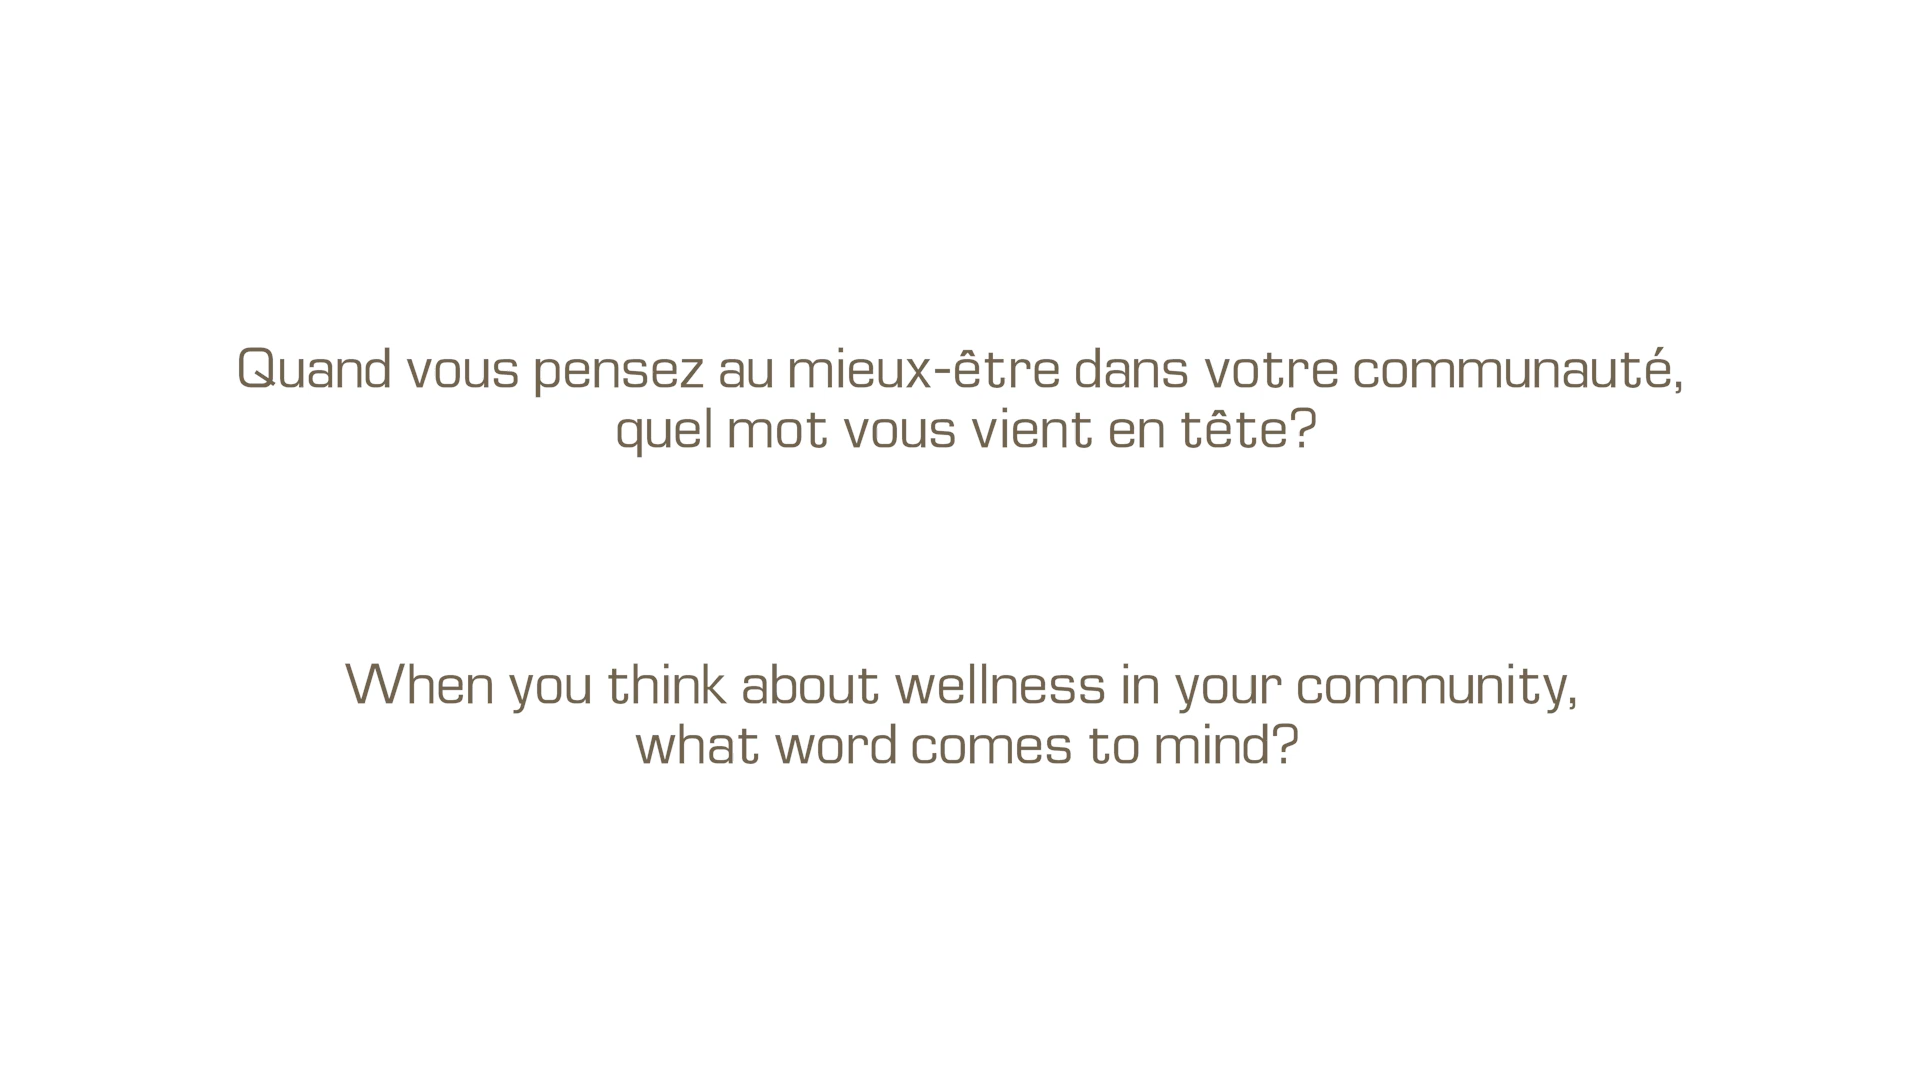 Quand vous pensez au mieux-être dans votre communauté,
quel mot vous vient en tête?
When you think about wellness in your community,
what word comes to mind?